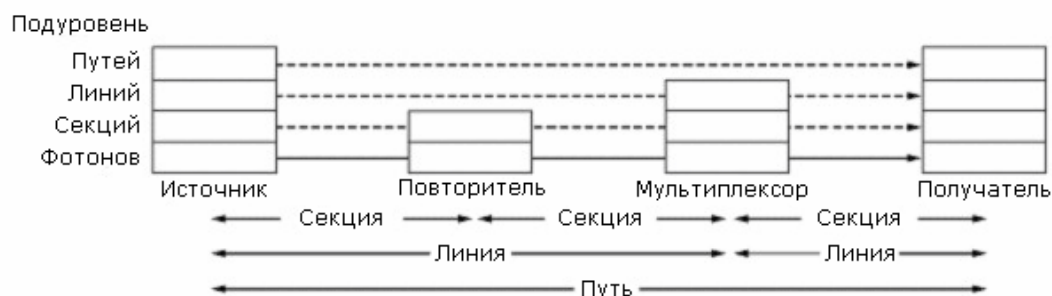 Подуровень
Путей
Линий
Секций
Фотонов
Источник Повторитель Мультиплексор Получатель
Секция Секция Секция
Линия Линия
Путь